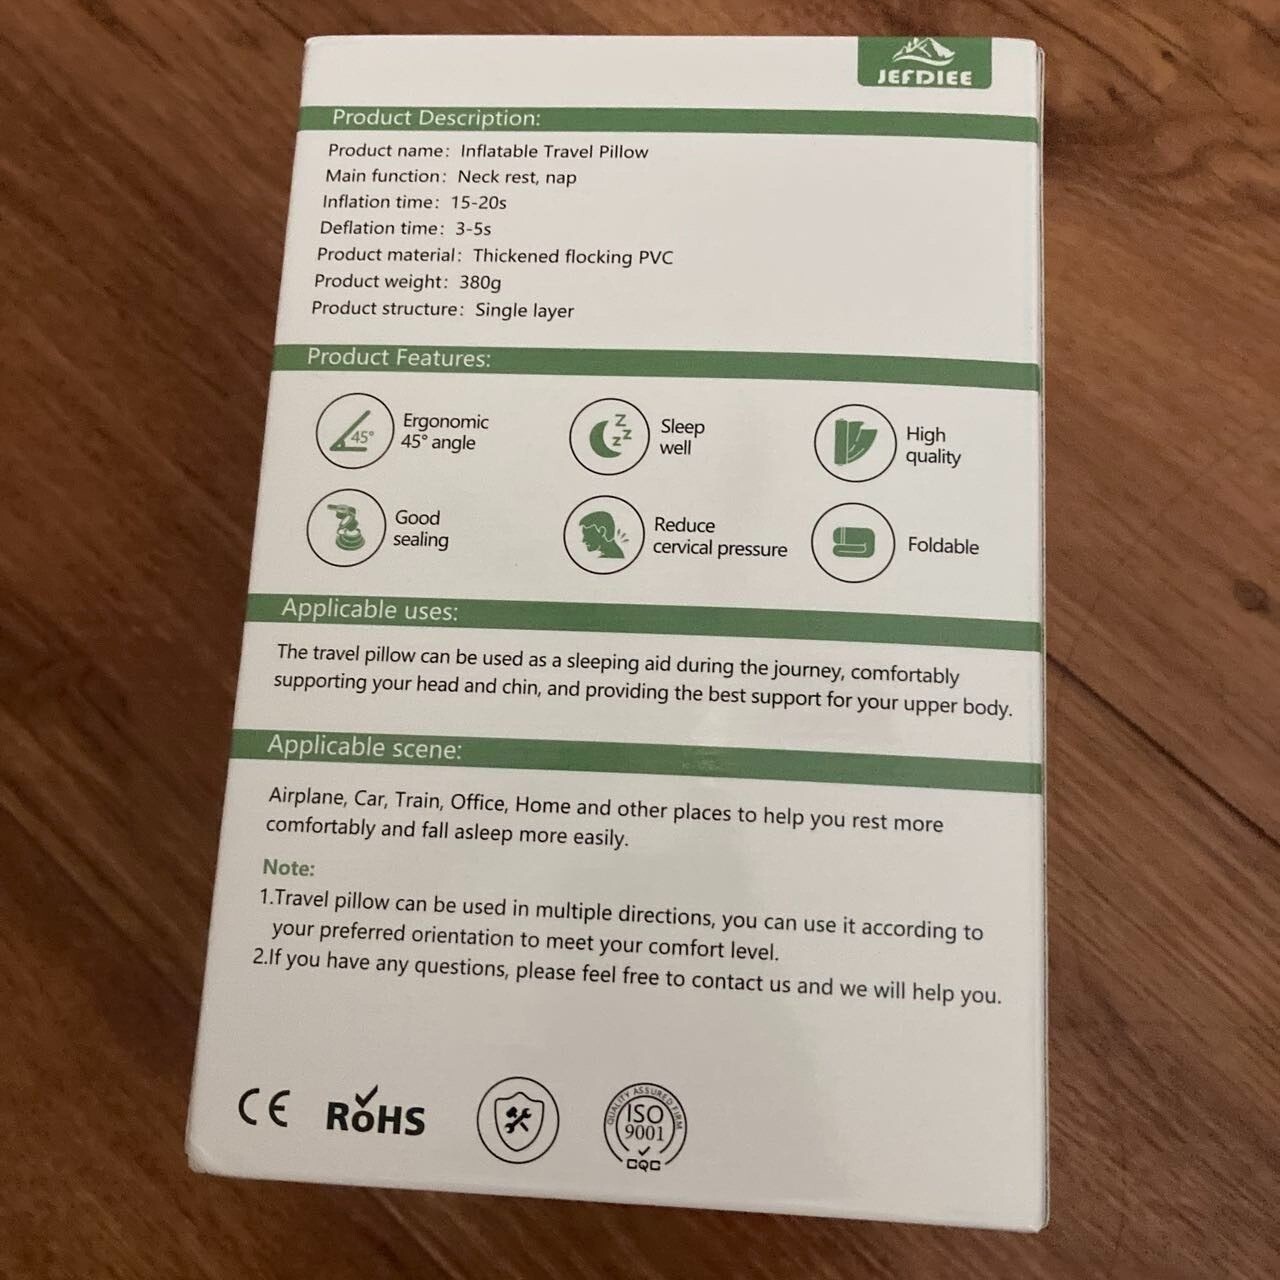 JEFDIEE
Product Description:
Product name: Inflatable Travel Pillow
Main function: Neck rest, nap
Inflation time: 15-20s
Deflation time: 3-5s
Product material: Thickened flocking PVC
Product weight: 380g
Product structure: Single layer
Product Features:
45°
Ergonomic
45° angle
Z
z
z
Sleep
well
High
quality
Good
sealing
Reduce
cervical pressure
Foldable
Applicable uses:
The travel pillow can be used as a sleeping aid during the journey, comfortably
supporting your head and chin, and providing the best support for your upper body.
Applicable scene:
Airplane, Car, Train, Office, Home and other places to help you rest more
comfortably and fall asleep more easily.
Note:
1.Travel pillow can be used in multiple directions, you can use it according to
your preferred orientation to meet your comfort level.
2.If you have any questions, please feel free to contact us and we will help you.
CE
RoHS
QUALITY ASSURED FIRM
ISO
9001
CQC